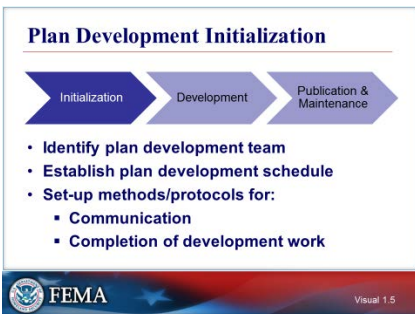 Plan Development Initialization
Initialization
Development
Publication &
Maintenance
• Identify plan development team
• Establish plan development schedule
• Set-up methods/protocols for:
▪ Communication
▪ Completion of development work
FEMA
Visual 1.5